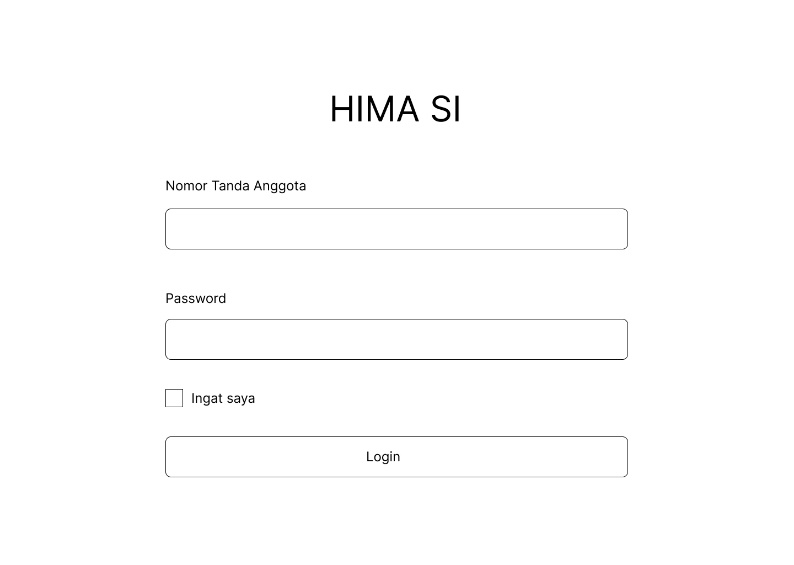 HIMA SI
Nomor Tanda Anggota
Password
Ingat saya
Login